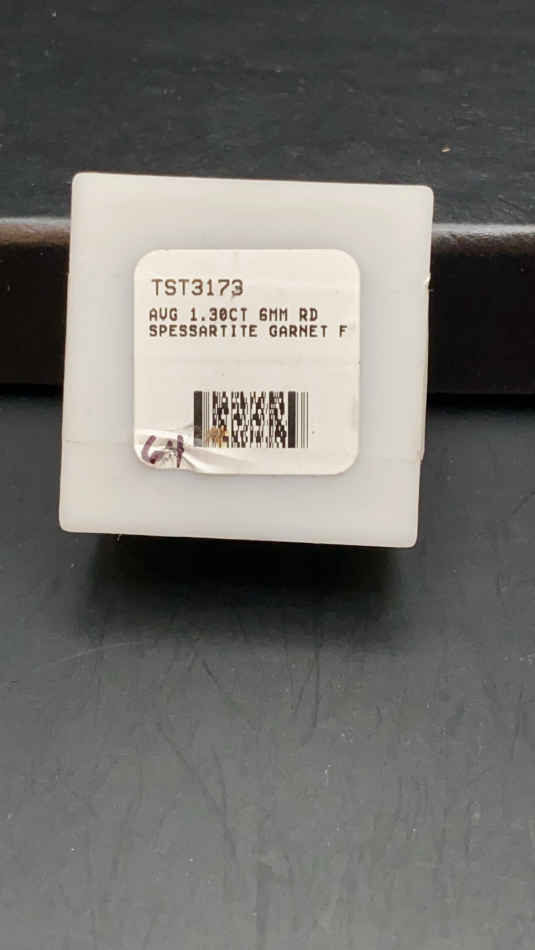 TST3173
AVG 1.30CT 6MM RD
SPESSARTITE GARNET F